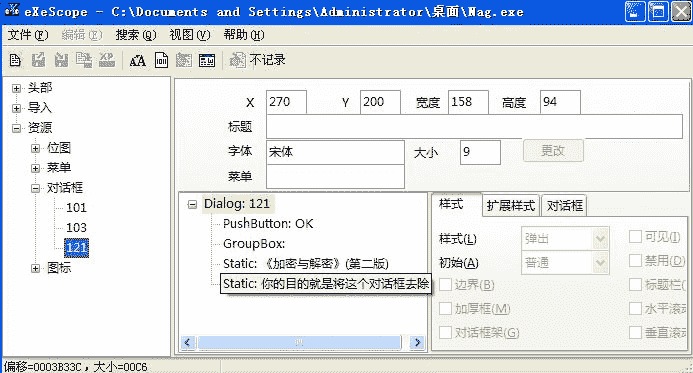 eXeScope - C:\Documents and Settings\Administrator\桌面\Nag.exe
文件(F) 编辑(E) 搜索(Q) 视图(V) 帮助(H)
不记录
头部
导入
资源
位图
菜单
对话框
101
103
121
图标
X 270 Y 200 宽度 158 高度 94
标题
字体 宋体 大小 9 更改
菜单
Dialog: 121
PushButton: OK
GroupBox:
Static: 《加密与解密》(第二版)
Static: 你的目的就是将这个对话框去除
样式 扩展样式 对话框
样式(L) 弹出 可见(I)
初始(A) 普通 禁用(D)
边界(B) 标题栏(
加厚框(M) 水平滚动
对话框架(G) 垂直滚动
偏移=0003B33C，大小=00C6